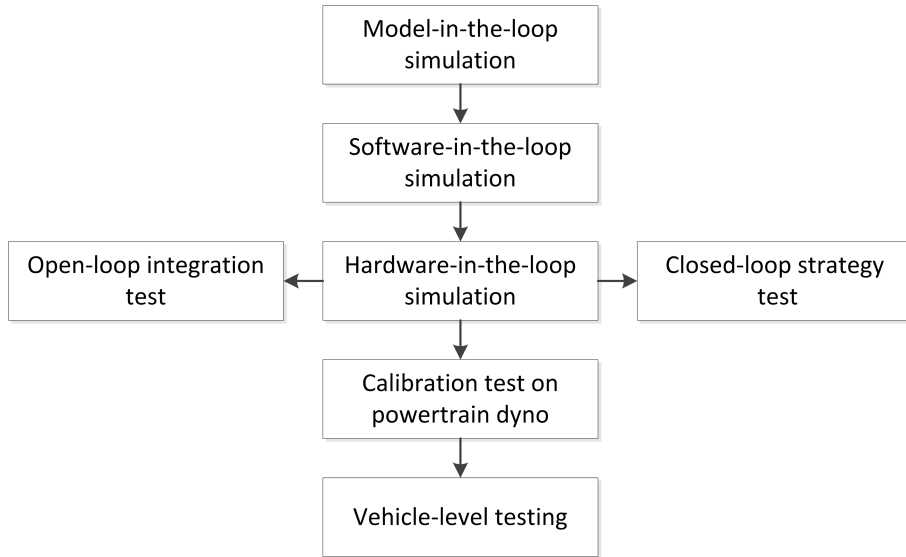 Model-in-the-loop
simulation
Software-in-the-loop
simulation
Open-loop integration
test
Hardware-in-the-loop
simulation
Closed-loop strategy
test
Calibration test on
powertrain dyno
Vehicle-level testing